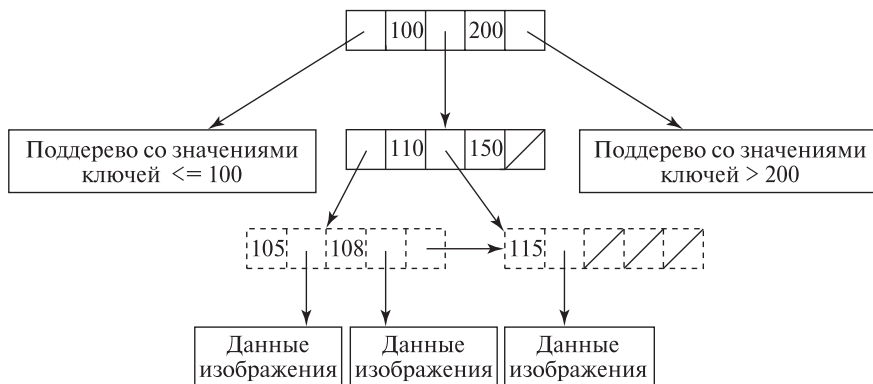 100 200
Поддерево со значениями
ключей <= 100
110 150
Поддерево со значениями
ключей > 200
105 108
115
Данные
изображения
Данные
изображения
Данные
изображения